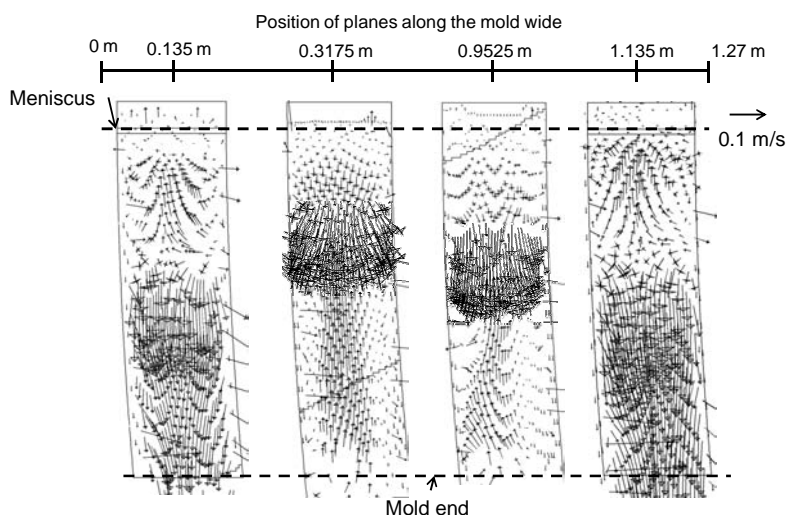 Position of planes along the mold wide
0 m 0.135 m 0.3175 m 0.9525 m 1.135 m 1.27 m
Meniscus
0.1 m/s
Mold end